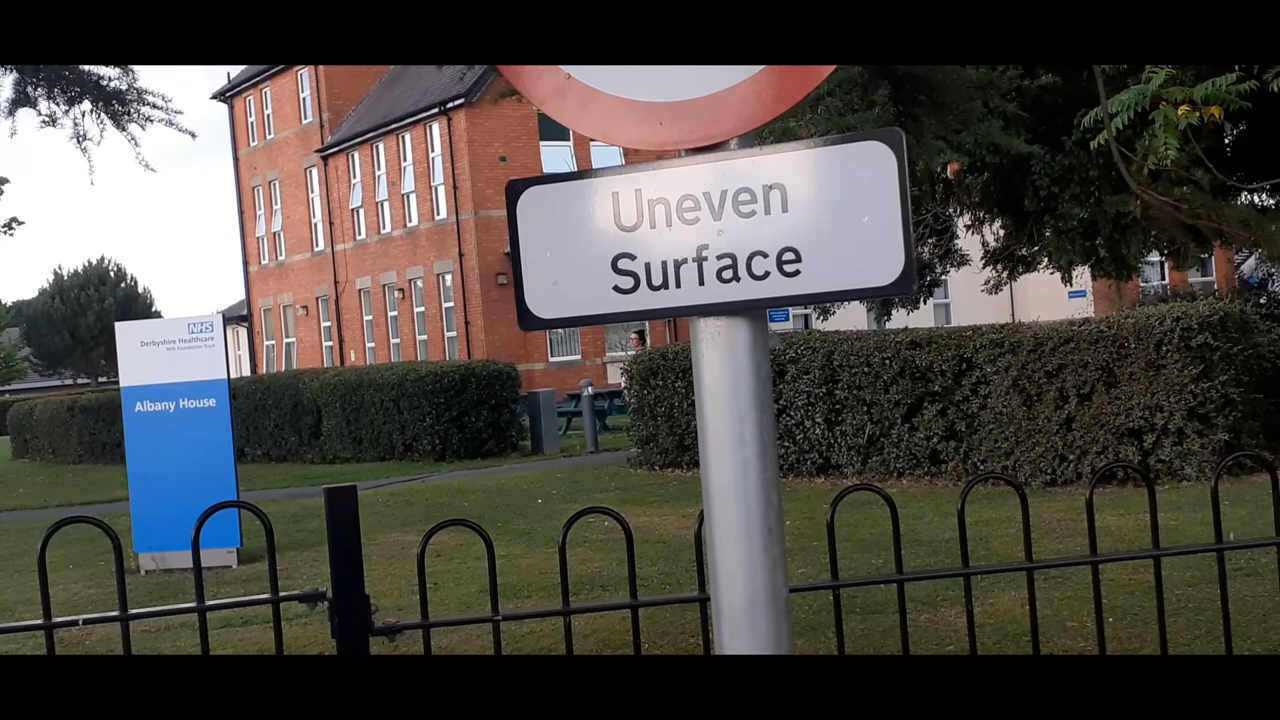 Uneven
Surface
NHS
Derbyshire Healthcare
NHS Foundation Trust
Albany House